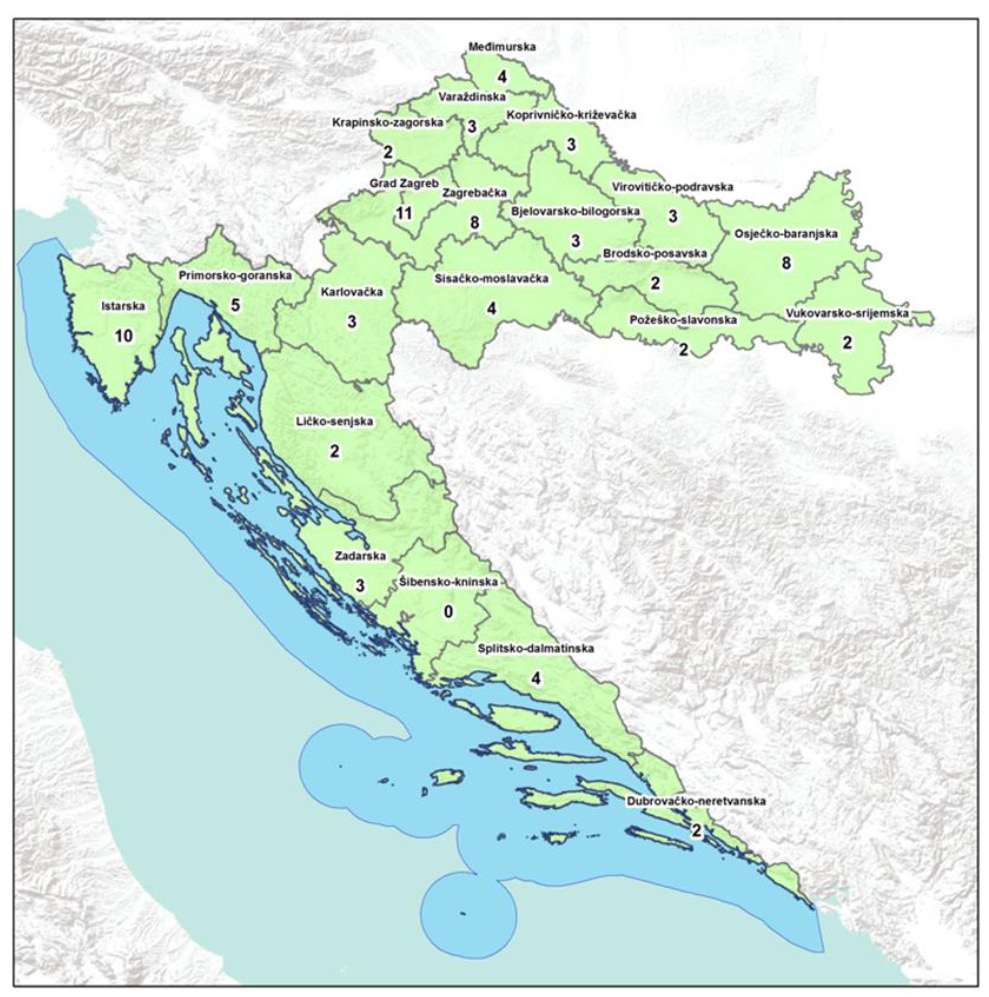 Međimurska
4
Varaždinska
3
Koprivničko-križevačka
3
Krapinsko-zagorska
2
Grad Zagreb
11
Zagrebačka
8
Virovitičko-podravska
3
Bjelovarsko-bilogorska
3
Osječko-baranjska
8
Brodsko-posavska
2
Primorsko-goranska
5
Sisačko-moslavačka
4
Karlovačka
3
Istarska
10
Požeško-slavonska
2
Vukovarsko-srijemska
2
Ličko-senjska
2
Zadarska
3
Šibensko-kninska
0
Splitsko-dalmatinska
4
Dubrovačko-neretvanska
2